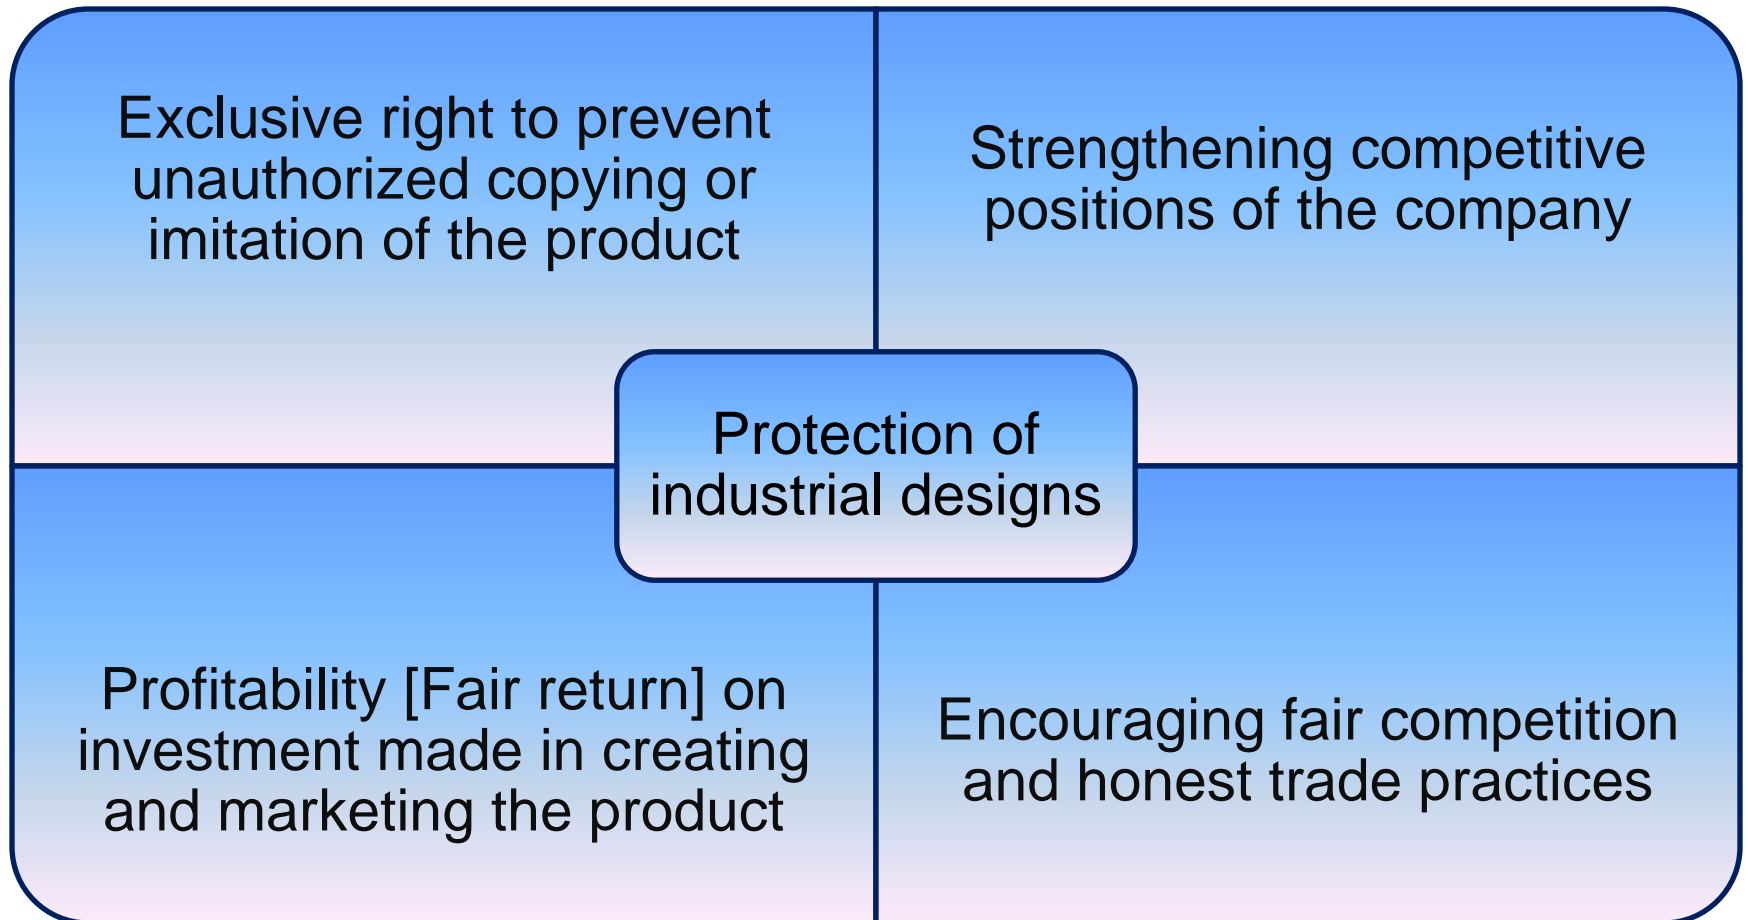 Exclusive right to prevent
unauthorized copying or
imitation of the product
Strengthening competitive
positions of the company
Protection of
industrial designs
Profitability [Fair return] on
investment made in creating
and marketing the product
Encouraging fair competition
and honest trade practices